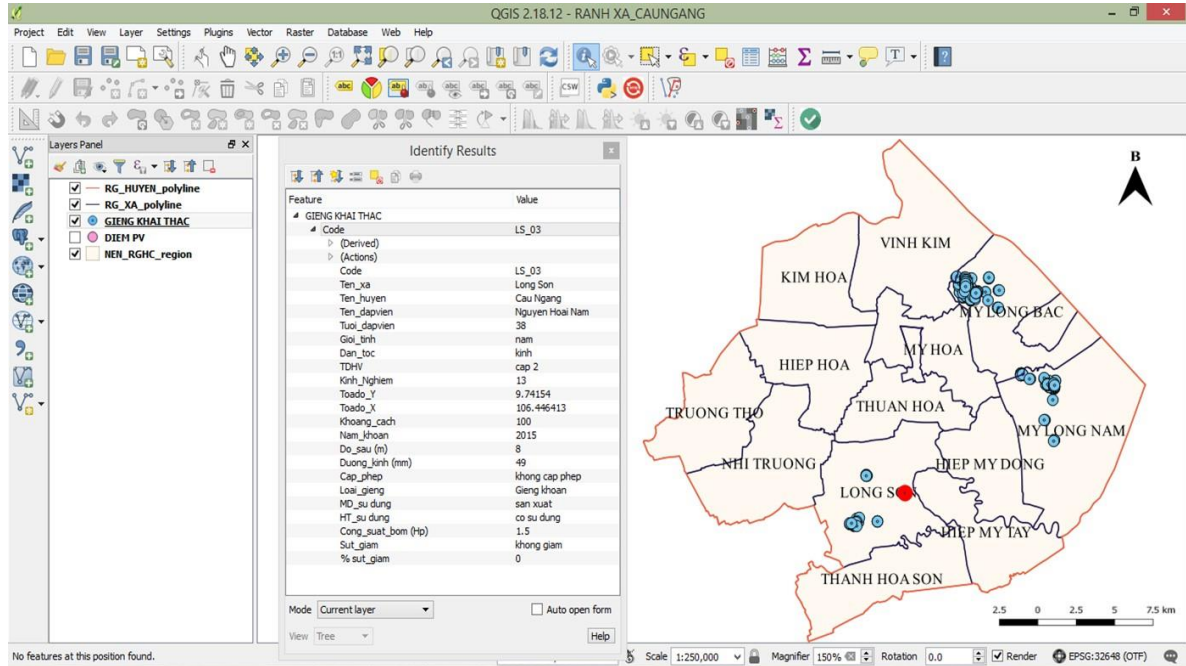 QGIS 2.18.12 - RANH XA_CAUNGANG
Project Edit View Layer Settings Plugins Vector Raster Database Web Help
Layers Panel
RG_HUYEN_polyline
RG_XA_polyline
GIENG KHAI THAC
DIEM PV
NEN_RGHC_region
Identify Results
Feature Value
GIENG KHAI THAC
Code LS_03
(Derived)
(Actions)
Code LS_03
Ten_xa Long Son
Ten_huyen Cau Ngang
Ten_dapvien Nguyen Hoai Nam
Tuoi_dapvien 38
Gioi_tinh nam
Dan_toc kinh
TDHV cap 2
Kinh_Nghiem 13
Toado_Y 9.74154
Toado_X 106.446413
Khoang_cach 100
Nam_khoan 2015
Do_sau (m) 8
Duong_kinh (mm) 49
Cap_phep khong cap phep
Loai_gieng Gieng khoan
MD_su dung san xuat
HT_su dung co su dung
Cong_suat_bom (Hp) 1.5
Sut_giam khong giam
% sut_giam 0
Mode Current layer Auto open form
View Tree Help
B
VINH KIM
KIM HOA
MY LONG BAC
MY HOA
HIEP HOA
THUAN HOA
TRUONG THO
MY LONG NAM
NHI TRUONG
HIEP MY DONG
LONG SON
HIEP MY TAY
THANH HOA SON
2.5 0 2.5 5 7.5 km
No features at this position found. Scale 1:250,000 Magnifier 150% Rotation 0.0 Render EPSG:32648 (OTF)